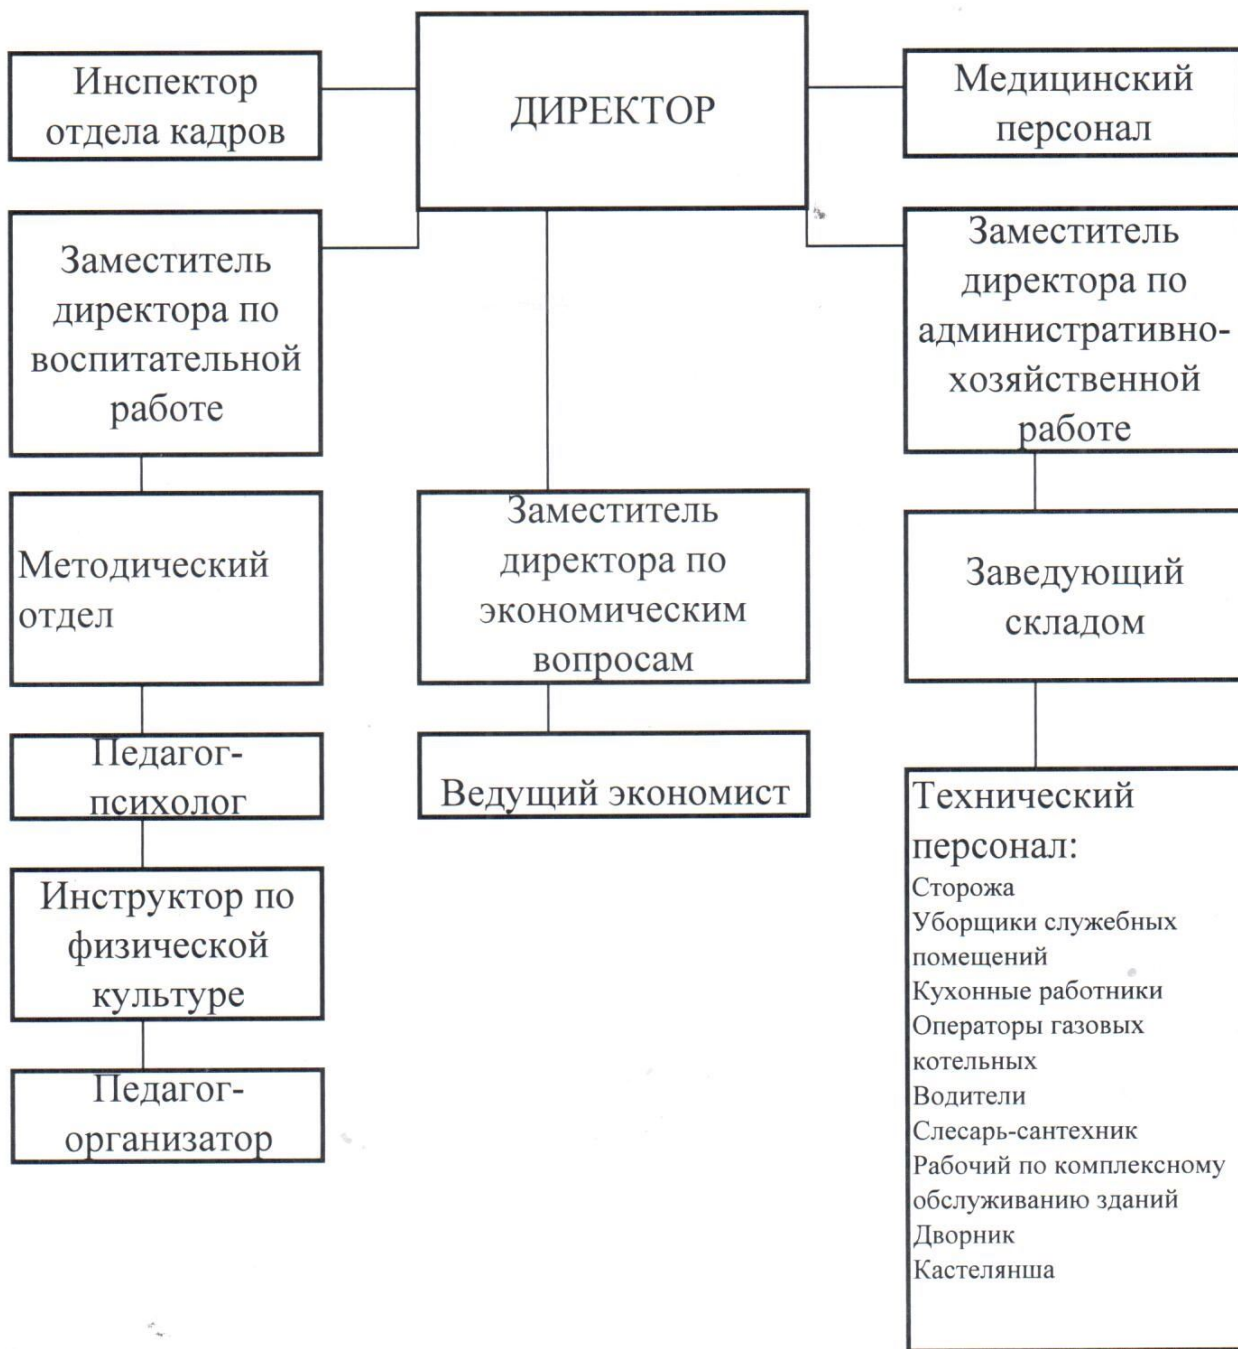 Инспектор
отдела кадров
ДИРЕКТОР
Медицинский
персонал
Заместитель
директора по
воспитательной
работе
Заместитель
директора по
административно-
хозяйственной
работе
Методический
отдел
Заместитель
директора по
экономическим
вопросам
Заведующий
складом
Педагог-
психолог
Ведущий экономист
Инструктор по
физической
культуре
Педагог-
организатор
Технический
персонал:
Сторожа
Уборщики служебных
помещений
Кухонные работники
Операторы газовых
котельных
Водители
Слесарь-сантехник
Рабочий по комплексному
обслуживанию зданий
Дворник
Кастелянша